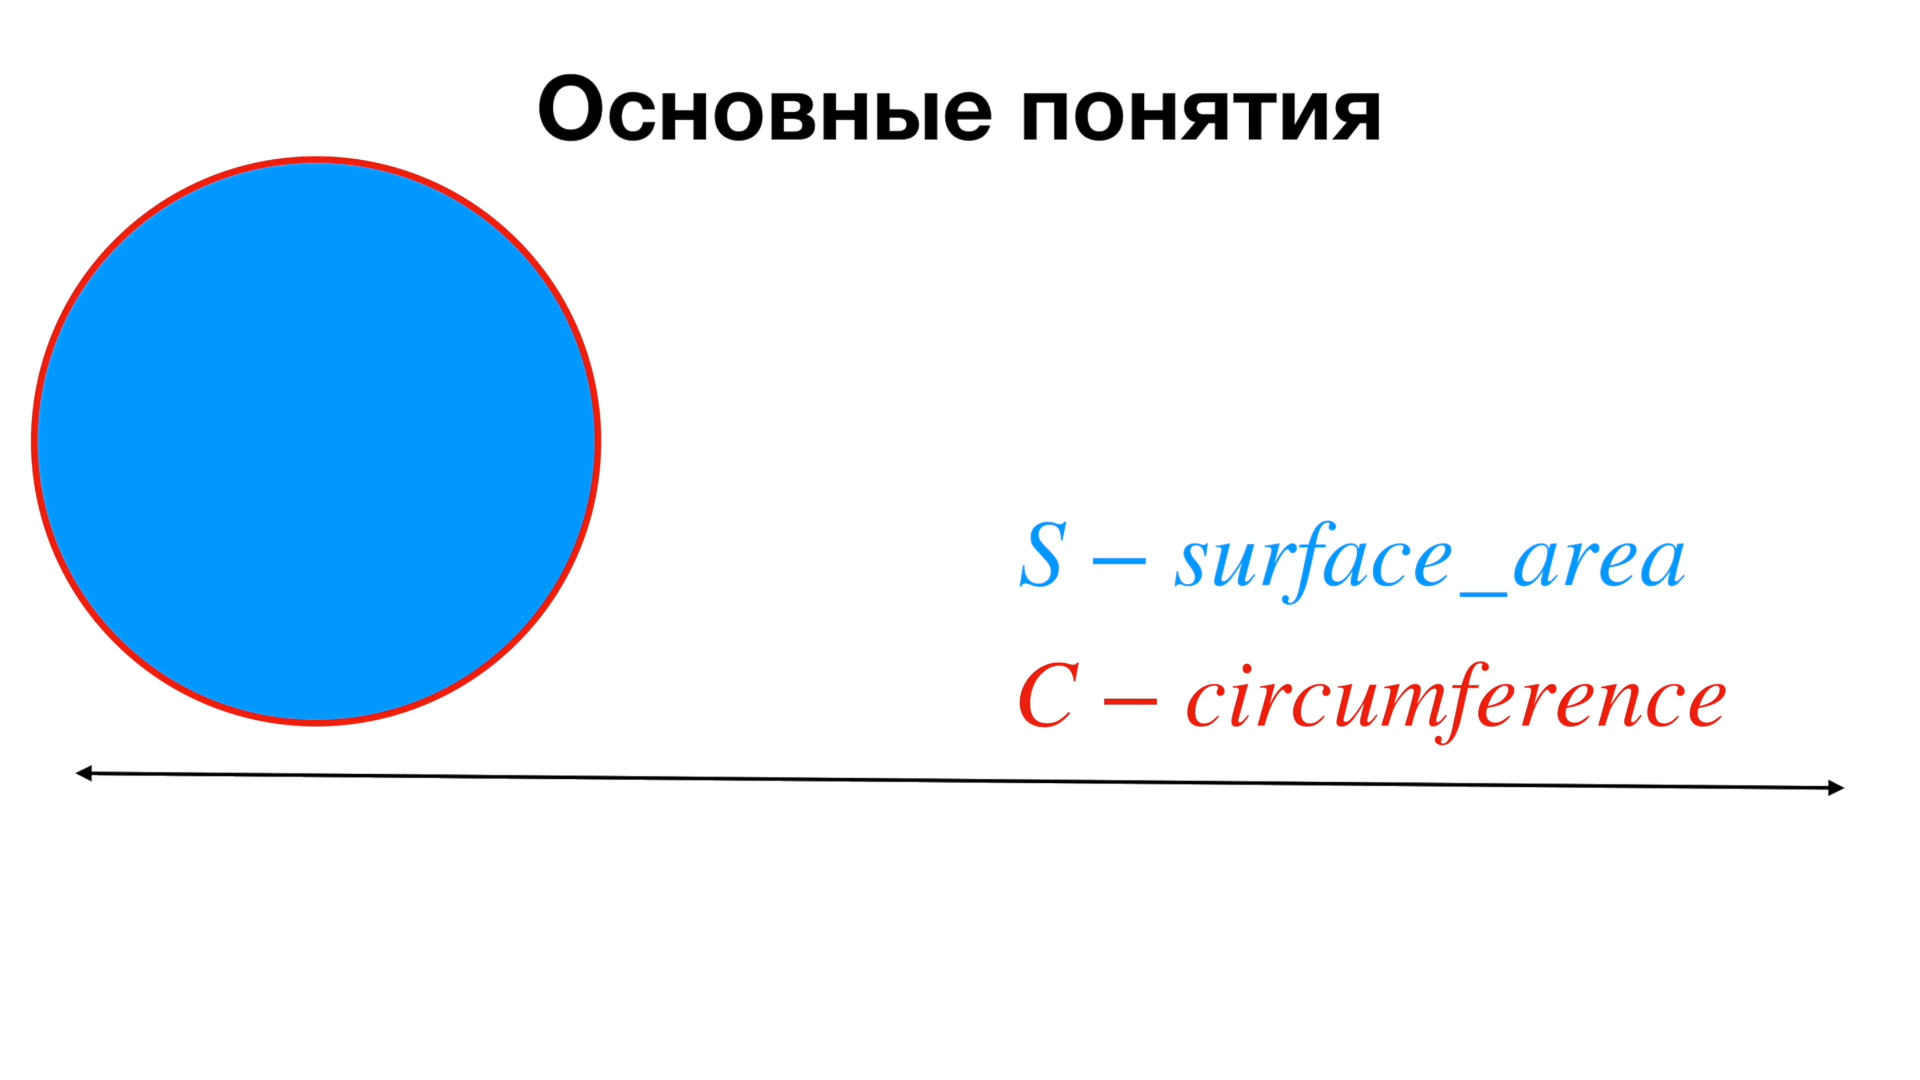 Основные понятия
S – surface_area
C – circumference